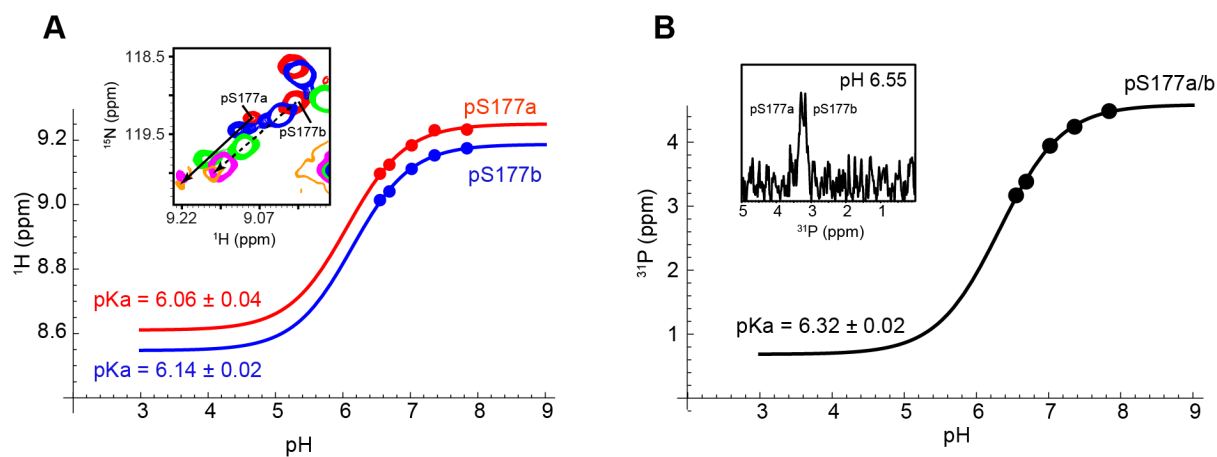 A
118.5
119.5
¹⁵N (ppm)
pS177a
pS177b
9.22
9.07
¹H (ppm)
pS177a
pS177b
9.2
9.0
8.8
8.6
¹H (ppm)
pKa = 6.06 ± 0.04
pKa = 6.14 ± 0.02
3 4 5 6 7 8 9
pH
B
pH 6.55
pS177a pS177b
5 4 3 2 1
³¹P (ppm)
pS177a/b
4
3
2
1
³¹P (ppm)
pKa = 6.32 ± 0.02
3 4 5 6 7 8 9
pH